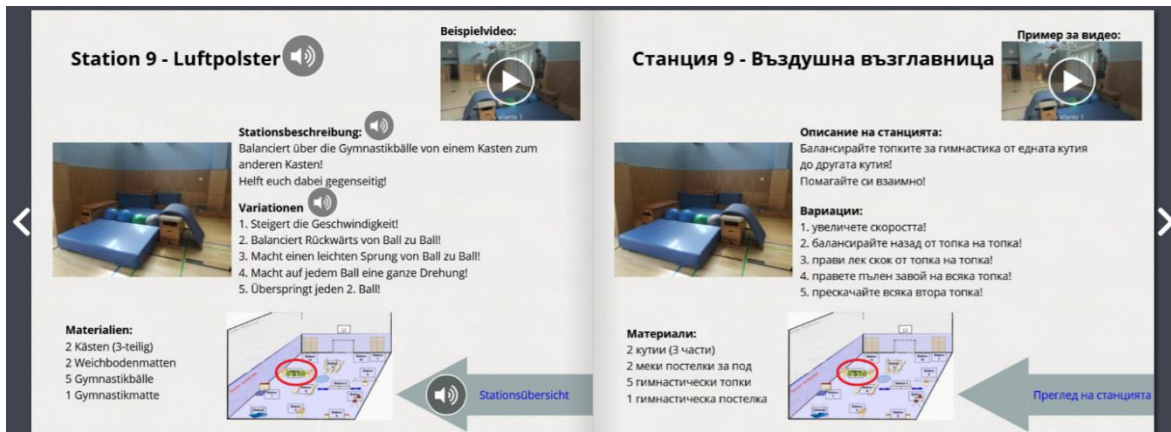 Station 9 - Luftpolster
Beispielvideo:
Variante 1
Stationsbeschreibung:
Balanciert über die Gymnastikbälle von einem Kasten zum
anderen Kasten!
Helft euch dabei gegenseitig!
Variationen
1. Steigert die Geschwindigkeit!
2. Balanciert Rückwärts von Ball zu Ball!
3. Macht einen leichten Sprung von Ball zu Ball!
4. Macht auf jedem Ball eine ganze Drehung!
5. Überspringt jeden 2. Ball!
Materialien:
2 Kästen (3-teilig)
2 Weichbodenmatten
5 Gymnastikbälle
1 Gymnastikmatte
Stationsübersicht
Станция 9 - Въздушна възглавница
Пример за видео:
Variante 1
Описание на станцията:
Балансирайте топките за гимнастика от едната кутия
до другата кутия!
Помагайте си взаимно!
Вариации:
1. увеличете скоростта!
2. балансирайте назад от топка на топка!
3. прави лек скок от топка на топка!
4. правете пълен завой на всяка топка!
5. прескачайте всяка втора топка!
Материали:
2 кутии (3 части)
2 меки постелки за под
5 гимнастически топки
1 гимнастическа постелка
Преглед на станцията